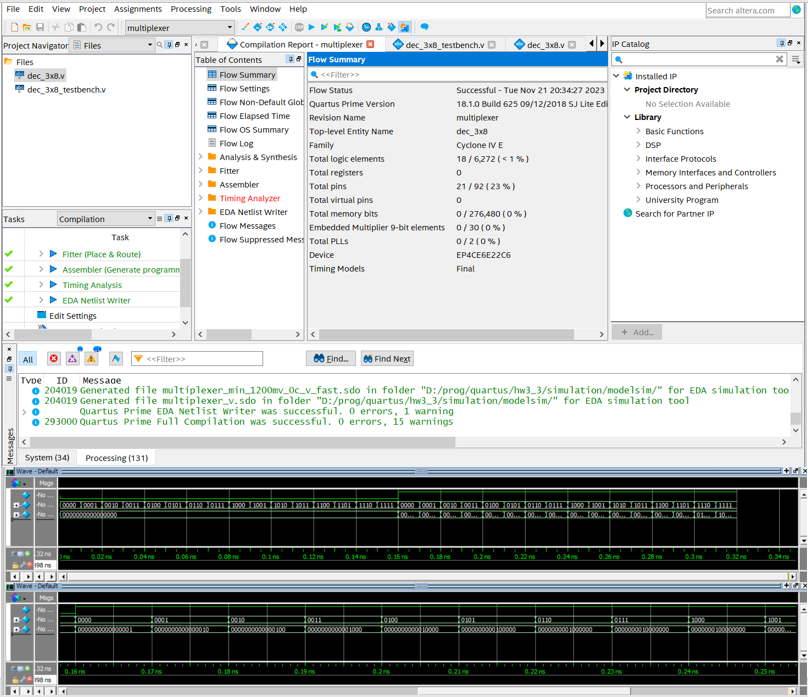 File Edit View Project Assignments Processing Tools Window Help
Search altera.com
multiplexer
Project Navigator Files
Files
dec_3x8.v
dec_3x8_testbench.v
Tasks Compilation
Task
Fitter (Place & Route)
Assembler (Generate programm
Timing Analysis
EDA Netlist Writer
Edit Settings
Compilation Report - multiplexer dec_3x8_testbench.v dec_3x8.v
Table of Contents
Flow Summary
Flow Settings
Flow Non-Default Glob
Flow Elapsed Time
Flow OS Summary
Flow Log
Analysis & Synthesis
Fitter
Assembler
Timing Analyzer
EDA Netlist Writer
Flow Messages
Flow Suppressed Mess
Flow Summary
<<Filter>>
Flow Status Successful - Tue Nov 21 20:34:27 2023
Quartus Prime Version 18.1.0 Build 625 09/12/2018 SJ Lite Edi
Revision Name multiplexer
Top-level Entity Name dec_3x8
Family Cyclone IV E
Total logic elements 18 / 6,272 ( < 1 % )
Total registers 0
Total pins 21 / 92 ( 23 % )
Total virtual pins 0
Total memory bits 0 / 276,480 ( 0 % )
Embedded Multiplier 9-bit elements 0 / 30 ( 0 % )
Total PLLs 0 / 2 ( 0 % )
Device EP4CE6E22C6
Timing Models Final
IP Catalog
Installed IP
Project Directory
No Selection Available
Library
Basic Functions
DSP
Interface Protocols
Memory Interfaces and Controllers
Processors and Peripherals
University Program
Search for Partner IP
+ Add...
All <<Filter>> Find... Find Next
Type ID Message
204019 Generated file multiplexer_min_1200mv_0c_v_fast.sdo in folder "D:/prog/quartus/hw3_3/simulation/modelsim/" for EDA simulation too
204019 Generated file multiplexer_v.sdo in folder "D:/prog/quartus/hw3_3/simulation/modelsim/" for EDA simulation tool
Quartus Prime EDA Netlist Writer was successful. 0 errors, 1 warning
293000 Quartus Prime Full Compilation was successful. 0 errors, 15 warnings
Messages
System (34) Processing (131)
Wave - Default
Msgs
-No ...
-No ... 0000 0001 0010 0011 0100 0101 0110 0111 1000 1001 1010 1011 1100 1101 1110 1111 0000 0001 0010 0011 0100 0101 0110 0111 1000 1001 1010 1011 1100 1101 1110 1111
-No ... 0000000000000000 00... 00... 00... 00... 00... 00... 00... 00... 00... 00... 00... 00... 00... 00... 01... 10...
32 ns 0.02 ns 0.04 ns 0.06 ns 0.08 ns 0.1 ns 0.12 ns 0.14 ns 0.16 ns 0.18 ns 0.2 ns 0.22 ns 0.24 ns 0.26 ns 0.28 ns 0.3 ns 0.32 ns 0.34 ns
98 ns
Wave - Default
Msgs
-No ...
-No ... 0000 0001 0010 0011 0100 0101 0110 0111 1000 1001
-No ... 0000000000000001 0000000000000010 0000000000000100 0000000000001000 0000000000010000 0000000000100000 0000000001000000 0000000010000000 0000000100000000 00000...
32 ns 0.16 ns 0.17 ns 0.18 ns 0.19 ns 0.2 ns 0.21 ns 0.22 ns 0.23 ns 0.24 ns 0.25 ns
98 ns